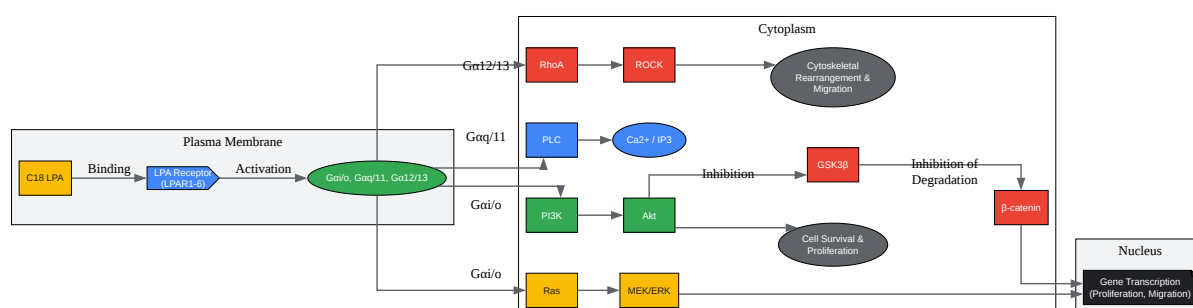 Cytoplasm
Gα12/13
RhoA
ROCK
Cytoskeletal
Rearrangement &
Migration
Plasma Membrane
C18 LPA
Binding
LPA Receptor
(LPAR1-6)
Activation
Gαi/o, Gαq/11, Gα12/13
Gαq/11
PLC
Ca2+ / IP3
Gαi/o
PI3K
Akt
Inhibition
GSK3β
Inhibition of
Degradation
β-catenin
Cell Survival &
Proliferation
Gαi/o
Ras
MEK/ERK
Nucleus
Gene Transcription
(Proliferation, Migration)